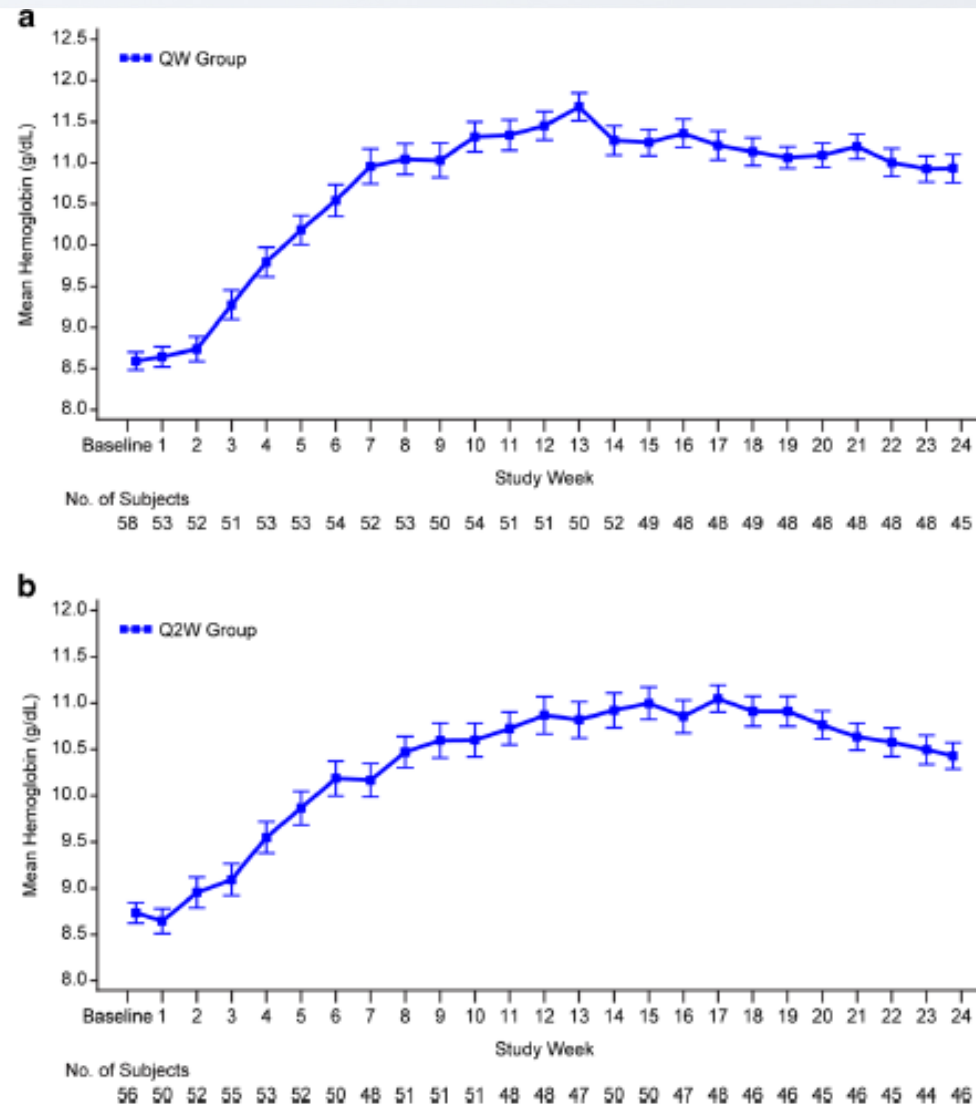 a
12.5
QW Group
12.0
11.5
11.0
10.5
10.0
9.5
9.0
8.5
8.0
Mean Hemoglobin (g/dL)
Baseline 1 2 3 4 5 6 7 8 9 10 11 12 13 14 15 16 17 18 19 20 21 22 23 24
Study Week
No. of Subjects
58 53 52 51 53 53 54 52 53 50 54 51 51 50 52 49 48 48 49 48 48 48 48 48 45
b
12.0
Q2W Group
11.5
11.0
10.5
10.0
9.5
9.0
8.5
8.0
Mean Hemoglobin (g/dL)
Baseline 1 2 3 4 5 6 7 8 9 10 11 12 13 14 15 16 17 18 19 20 21 22 23 24
Study Week
No. of Subjects
56 50 52 55 53 52 50 48 51 51 51 48 48 47 50 50 47 48 46 46 45 46 45 44 46